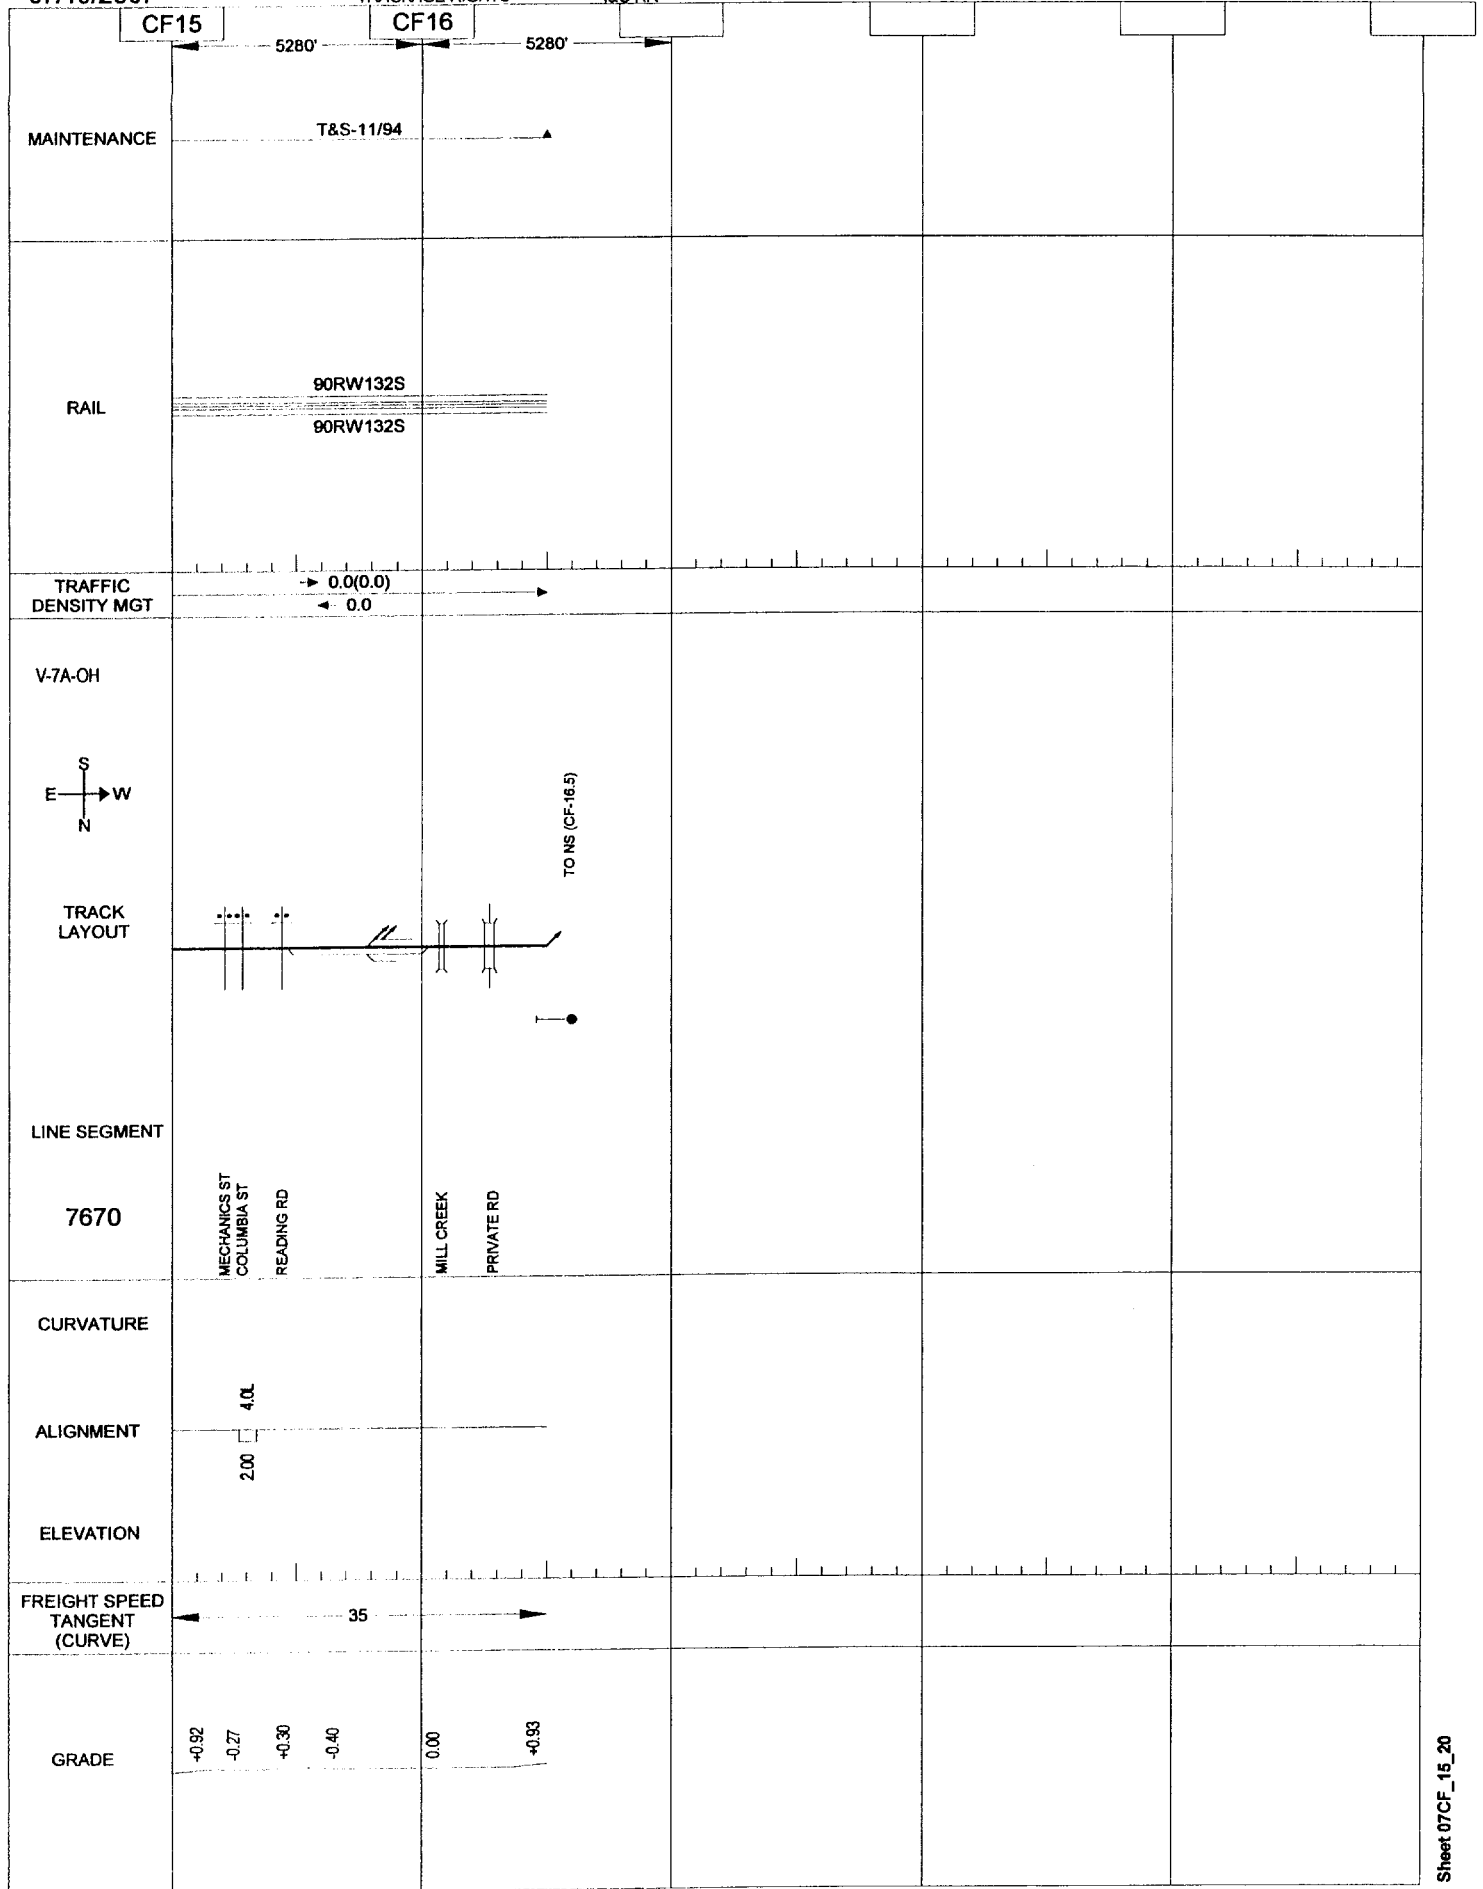 CF15
CF16
5280'
5280'
MAINTENANCE
T&S-11/94
RAIL
90RW132S
90RW132S
TRAFFIC
DENSITY MGT
0.0(0.0)
0.0
V-7A-OH
S
E
W
N
TO NS (CF-16.5)
TRACK
LAYOUT
LINE SEGMENT
7670
MECHANICS ST
COLUMBIA ST
READING RD
MILL CREEK
PRIVATE RD
CURVATURE
4.0L
ALIGNMENT
2.00
ELEVATION
FREIGHT SPEED
TANGENT
(CURVE)
35
GRADE
+0.92
-0.27
+0.30
-0.40
0.00
+0.93
Sheet 07CF_15_20